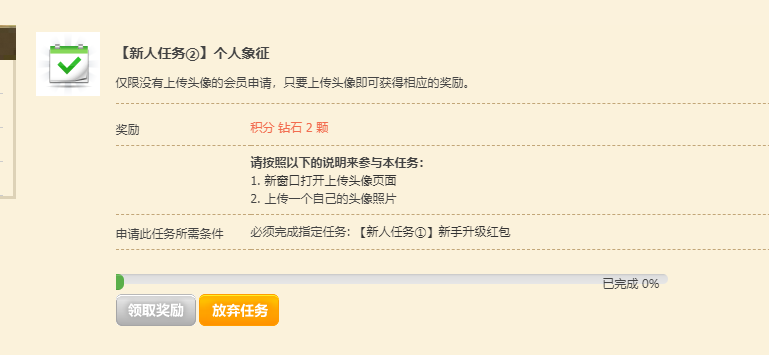 【新人任务②】个人象征
仅限没有上传头像的会员申请，只要上传头像即可获得相应的奖励。
奖励
积分 钻石 2 颗
请按照以下的说明来参与本任务：
1. 新窗口打开上传头像页面
2. 上传一个自己的头像照片
申请此任务所需条件
必须完成指定任务: 【新人任务①】新手升级红包
已完成 0%
领取奖励 放弃任务